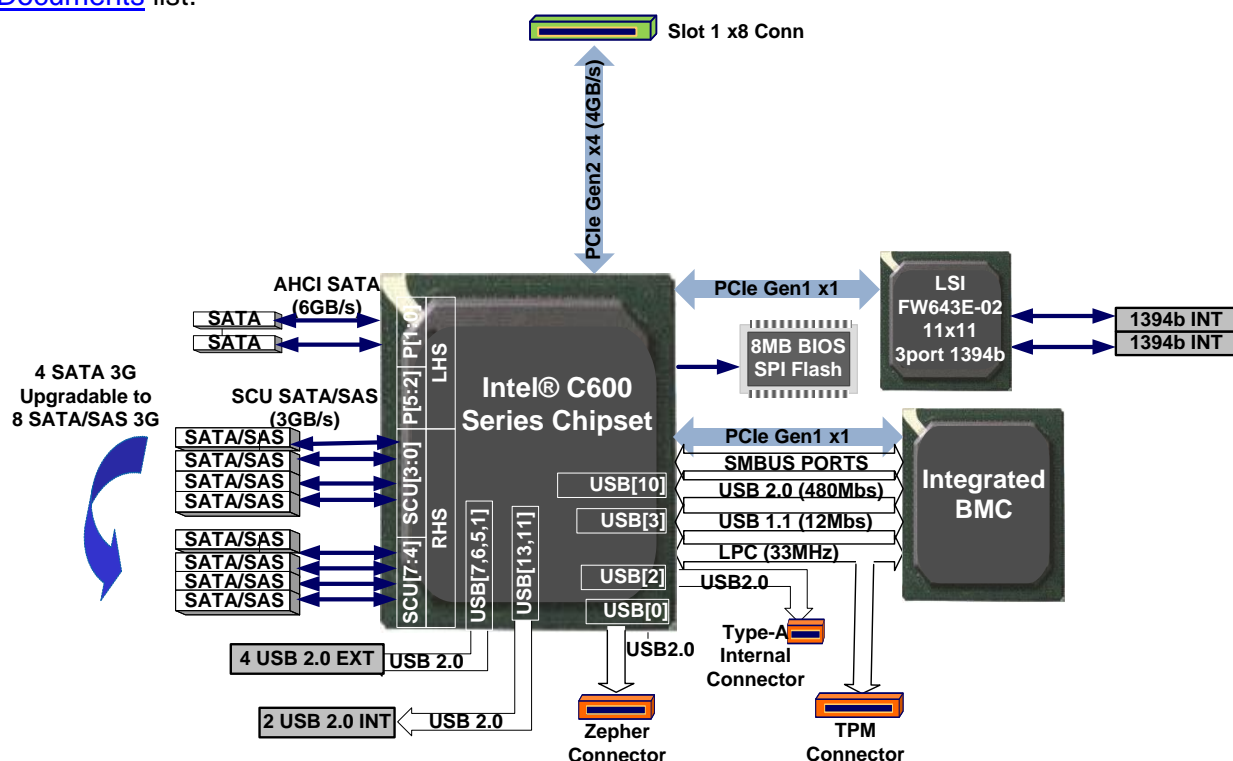 Documents list.
Slot 1 x8 Conn
PCIe Gen2 x4 (4GB/s)
AHCI SATA
(6GB/s)
SATA
SATA
4 SATA 3G
Upgradable to
8 SATA/SAS 3G
SCU SATA/SAS
(3GB/s)
SATA/SAS
SATA/SAS
SATA/SAS
SATA/SAS
SATA/SAS
SATA/SAS
SATA/SAS
SATA/SAS
P[1:0]
P[5:2]
LHS
SCU[3:0]
SCU[7:4]
RHS
Intel® C600
Series Chipset
USB[7,6,5,1]
USB[13,11]
USB[10]
USB[3]
USB[2]
USB[0]
PCIe Gen1 x1
LSI
FW643E-02
11x11
3port 1394b
1394b INT
1394b INT
8MB BIOS
SPI Flash
PCIe Gen1 x1
SMBUS PORTS
USB 2.0 (480Mbs)
USB 1.1 (12Mbs)
LPC (33MHz)
Integrated
BMC
USB2.0
USB2.0
Type-A
Internal
Connector
4 USB 2.0 EXT
USB 2.0
2 USB 2.0 INT
USB 2.0
Zepher
Connector
TPM
Connector